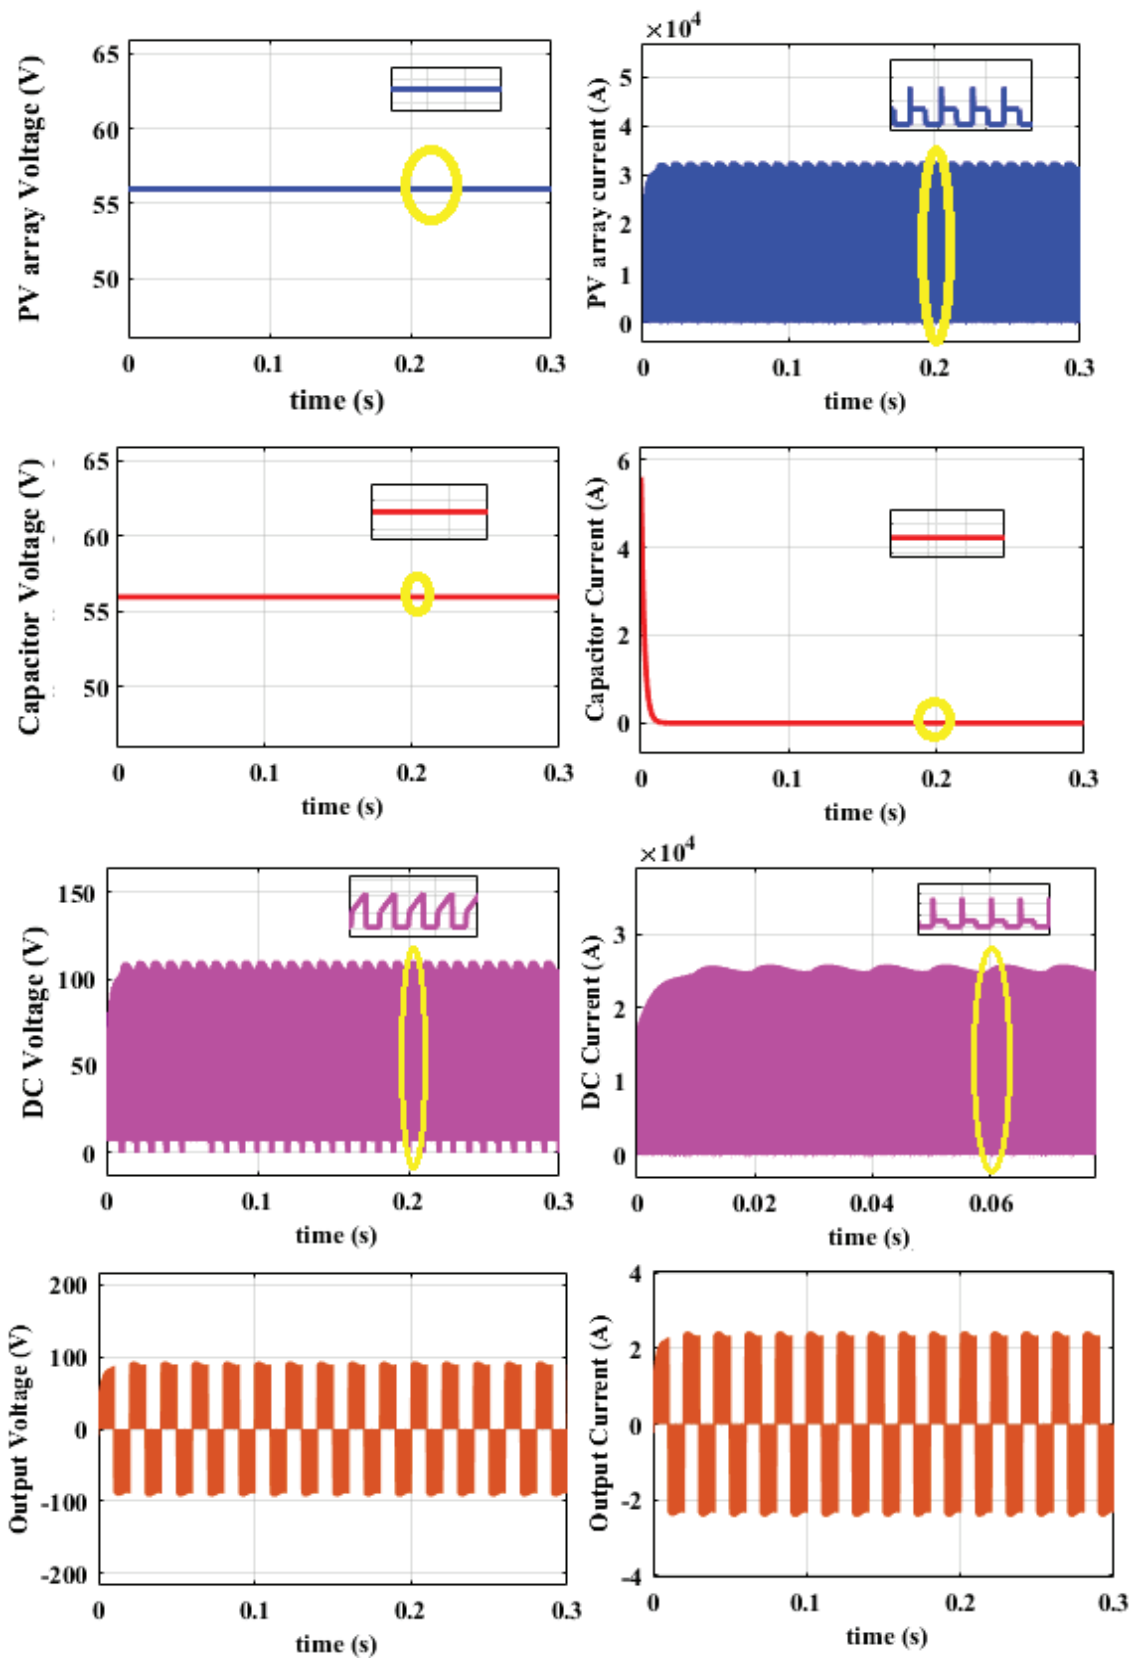 ×10⁴
PV array Voltage (V)
65
60
55
50
0 0.1 0.2 0.3
time (s)
PV array current (A)
5
4
3
2
1
0
0 0.1 0.2 0.3
time (s)
Capacitor Voltage (V)
65
60
55
50
0 0.1 0.2 0.3
time (s)
Capacitor Current (A)
6
4
2
0
0 0.1 0.2 0.3
time (s)
DC Voltage (V)
150
100
50
0
0 0.1 0.2 0.3
time (s)
×10⁴
DC Current (A)
3
2
1
0
0 0.02 0.04 0.06
time (s)
Output Voltage (V)
200
100
0
-100
-200
0 0.1 0.2 0.3
time (s)
Output Current (A)
4
2
0
-2
-4
0 0.1 0.2 0.3
time (s)